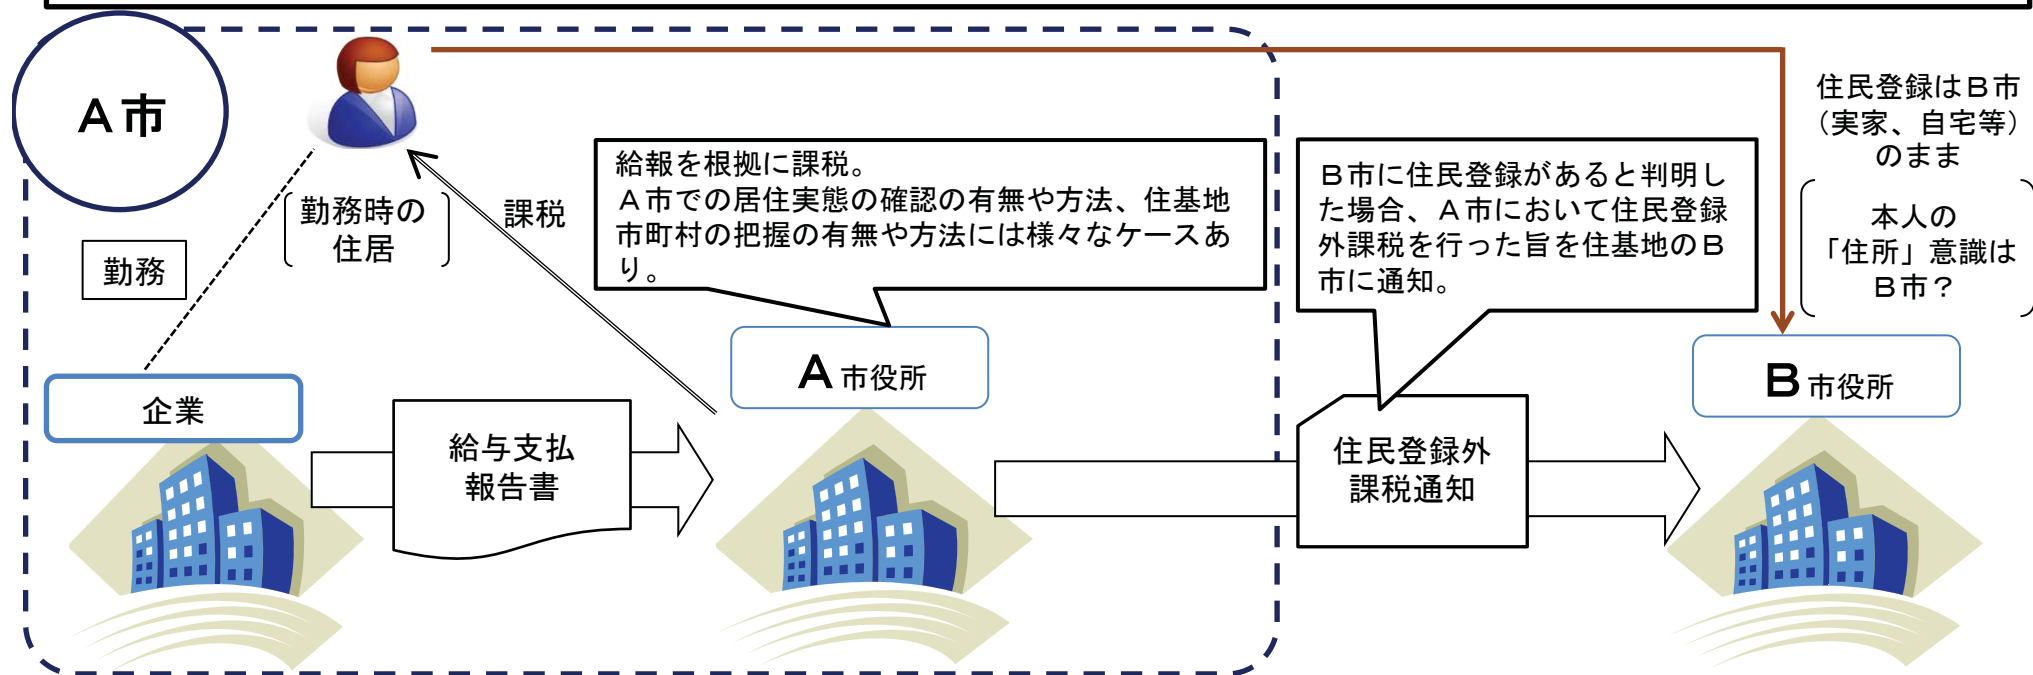 A市
勤務
勤務時の
住居
課税
給報を根拠に課税。
A市での居住実態の確認の有無や方法、住基地
市町村の把握の有無や方法には様々なケースあ
り。
B市に住民登録があると判明し
た場合、A市において住民登録
外課税を行った旨を住基地のB
市に通知。
住民登録はB市
（実家、自宅等）
のまま
本人の
「住所」意識は
B市？
企業
給与支払
報告書
A市役所
住民登録外
課税通知
B市役所